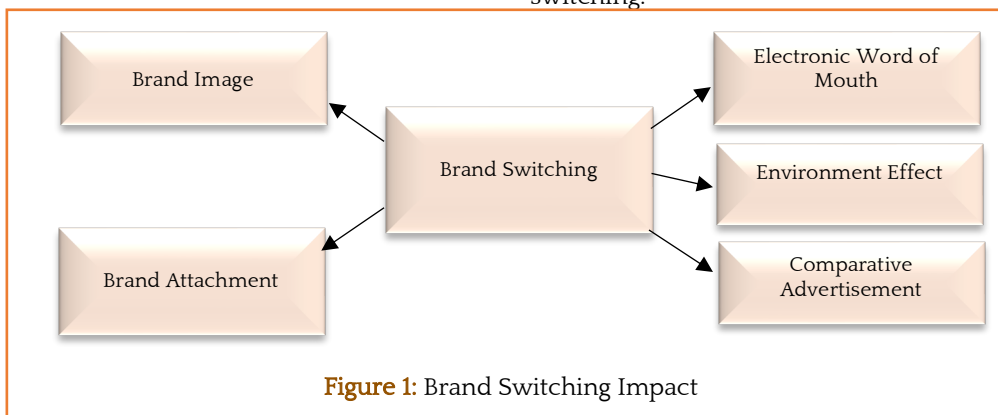 switching.
Brand Image
Electronic Word of
Mouth
Brand Switching
Environment Effect
Brand Attachment
Comparative
Advertisement
Figure 1: Brand Switching Impact